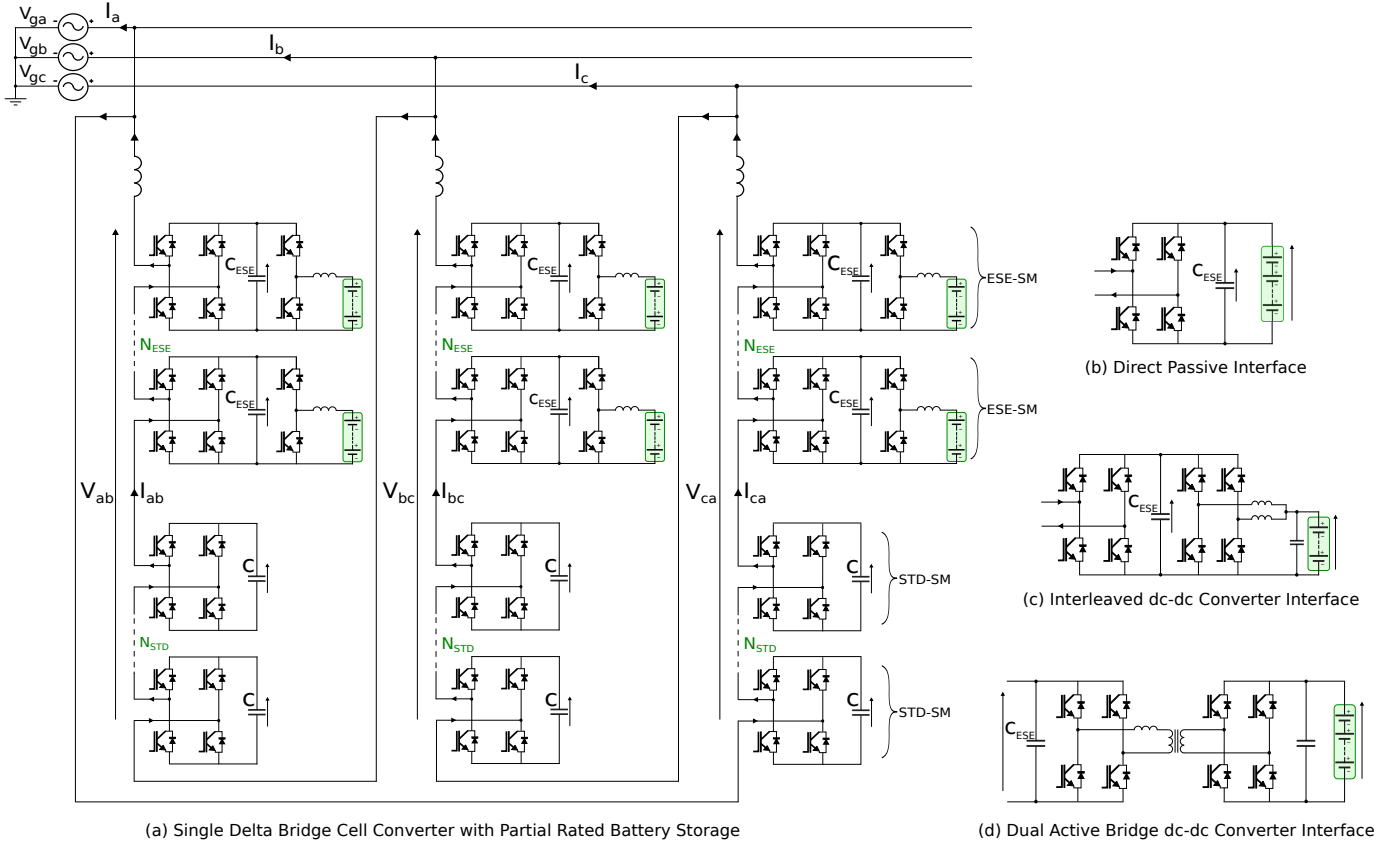 V_ga - + I_a
V_gb - + I_b
V_gc - + I_c
C_ESE C_ESE C_ESE ESE-SM
N_ESE N_ESE N_ESE
C_ESE C_ESE C_ESE ESE-SM
V_ab I_ab V_bc I_bc V_ca I_ca
C C C STD-SM
N_STD N_STD N_STD
C C C STD-SM
(a) Single Delta Bridge Cell Converter with Partial Rated Battery Storage
C_ESE
(b) Direct Passive Interface
C_ESE
(c) Interleaved dc-dc Converter Interface
C_ESE
(d) Dual Active Bridge dc-dc Converter Interface